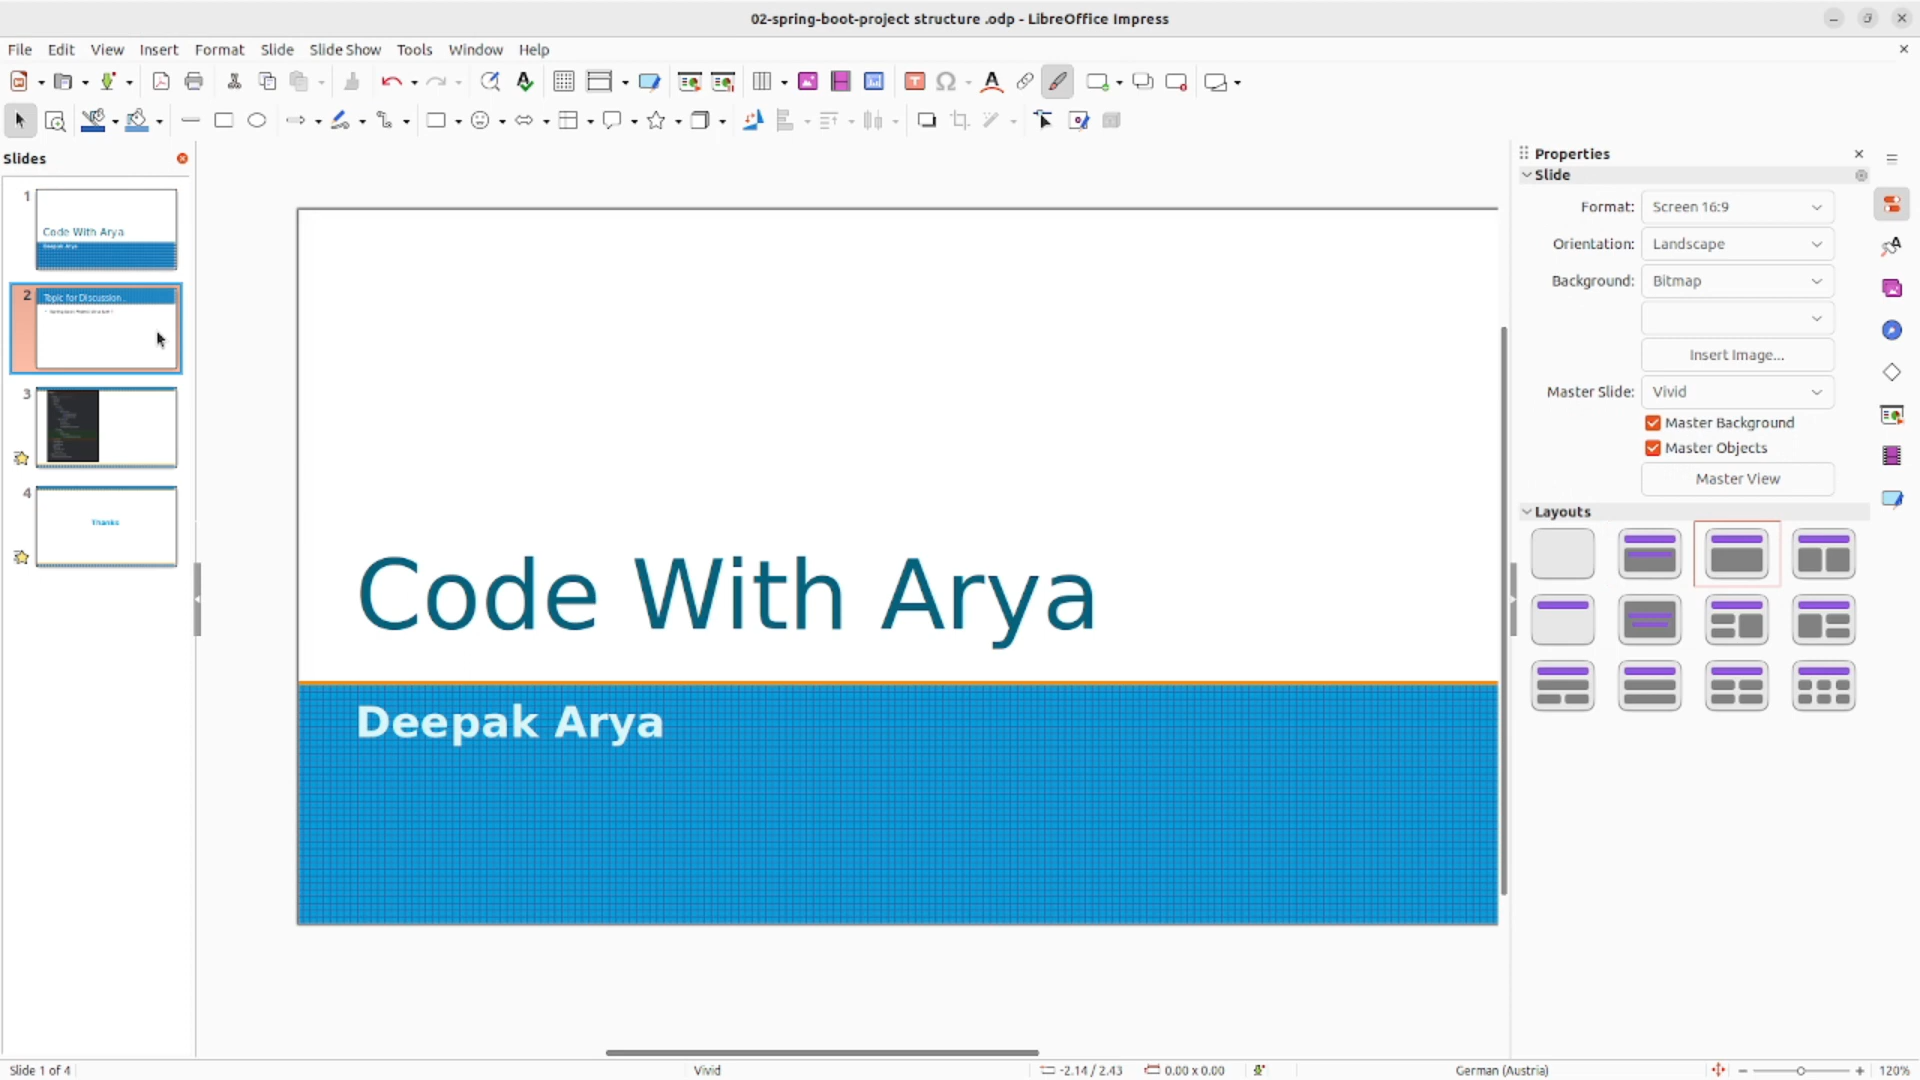 02-spring-boot-project structure .odp - LibreOffice Impress
File Edit View Insert Format Slide Slide Show Tools Window Help
Slides
1
Code With Arya
Deepak Arya
2
Topic for Discussion .
3
4
Thanks
Code With Arya
Deepak Arya
Properties
Slide
Format: Screen 16:9
Orientation: Landscape
Background: Bitmap
Insert Image...
Master Slide: Vivid
Master Background
Master Objects
Master View
Layouts
Slide 1 of 4
Vivid
-2.14 / 2.43
0.00 x 0.00
German (Austria)
120%